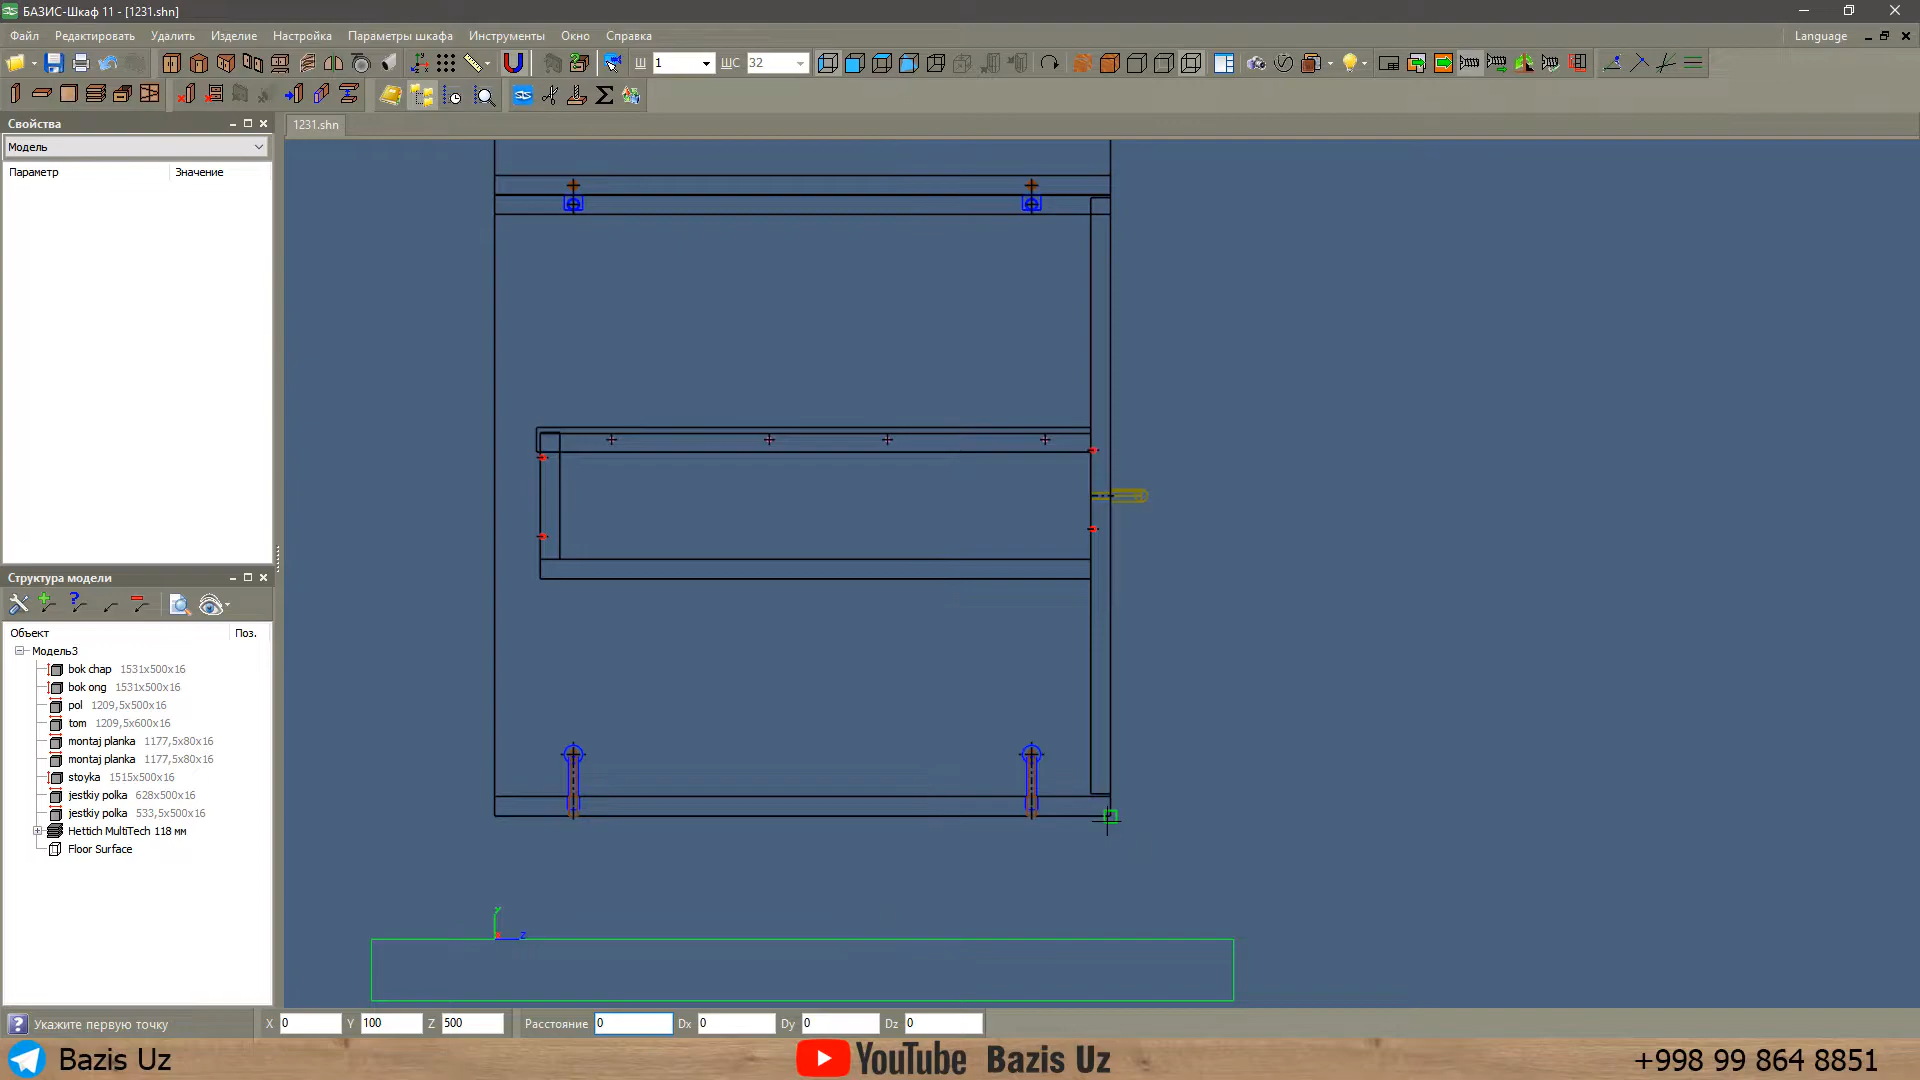 БАЗИС-Шкаф 11 - [1231.shn]
Файл Редактировать Удалить Изделие Настройка Параметры шкафа Инструменты Окно Справка Language
Ш 1 ШС 32
Свойства
1231.shn
Модель
Параметр Значение
Структура модели
Объект Поз.
Модель3
bok chap 1531x500x16
bok ong 1531x500x16
pol 1209,5x500x16
tom 1209,5x600x16
montaj planka 1177,5x80x16
montaj planka 1177,5x80x16
stoyka 1515x500x16
jestkiy polka 628x500x16
jestkiy polka 533,5x500x16
Hettich MultiTech 118 мм
Floor Surface
Y
Z
Укажите первую точку X 0 Y 100 Z 500 Расстояние 0 Dx 0 Dy 0 Dz 0
Bazis Uz YouTube Bazis Uz +998 99 864 8851